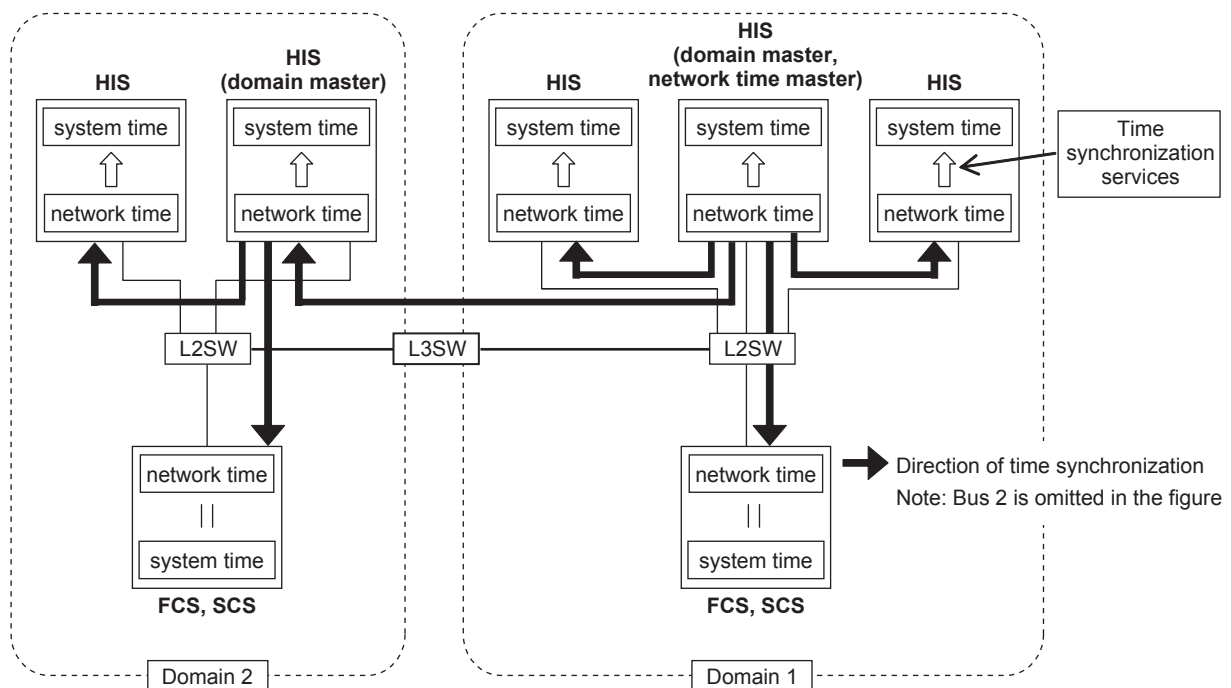 HIS
HIS
(domain master)
HIS
HIS
(domain master,
network time master)
HIS
system time
network time
system time
network time
system time
network time
system time
network time
system time
network time
Time
synchronization
services
L2SW
L3SW
L2SW
network time
system time
FCS, SCS
network time
system time
FCS, SCS
Direction of time synchronization
Note: Bus 2 is omitted in the figure
Domain 2
Domain 1